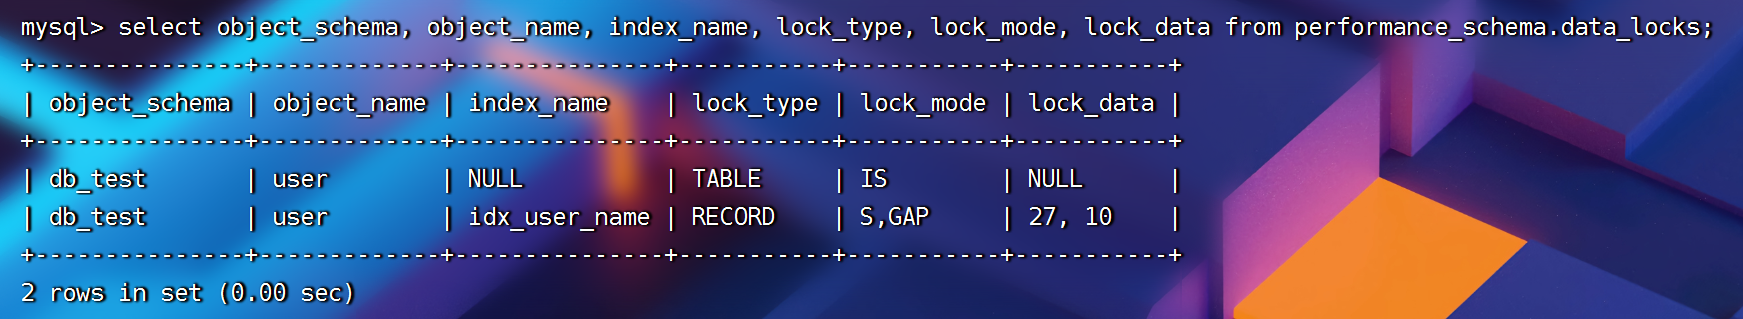 mysql> select object_schema, object_name, index_name, lock_type, lock_mode, lock_data from performance_schema.data_locks;
+---------------+-------------+---------------+-----------+-----------+-----------+
| object_schema | object_name | index_name    | lock_type | lock_mode | lock_data |
+---------------+-------------+---------------+-----------+-----------+-----------+
| db_test       | user        | NULL          | TABLE     | IS        | NULL      |
| db_test       | user        | idx_user_name | RECORD    | S,GAP     | 27, 10    |
+---------------+-------------+---------------+-----------+-----------+-----------+
2 rows in set (0.00 sec)